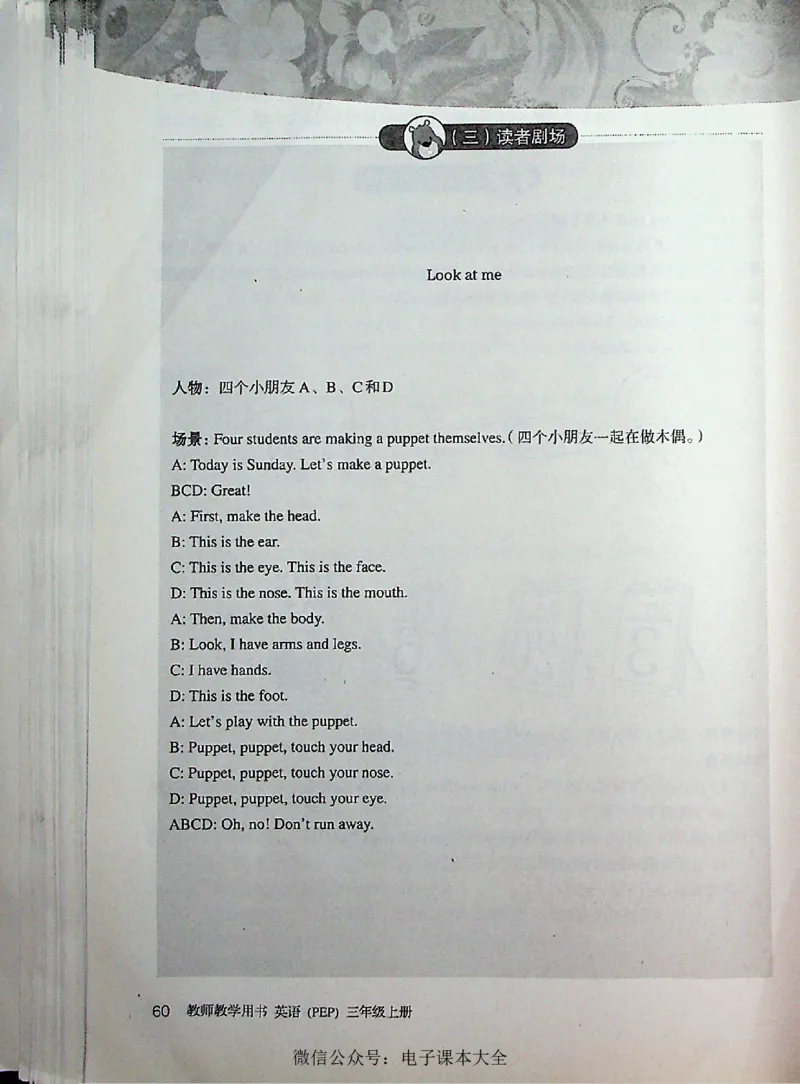 （三）读者剧场
Look at me
人物：四个小朋友 A、B、C和D
场景：Four students are making a puppet themselves.（四个小朋友一起在做木偶。）
A: Today is Sunday. Let's make a puppet.
BCD: Great!
A: First, make the head.
B: This is the ear.
C: This is the eye. This is the face.
D: This is the nose. This is the mouth.
A: Then, make the body.
B: Look, I have arms and legs.
C: I have hands.
D: This is the foot.
A: Let's play with the puppet.
B: Puppet, puppet, touch your head.
C: Puppet, puppet, touch your nose.
D: Puppet, puppet, touch your eye.
ABCD: Oh, no! Don't run away.
60 教师教学用书 英语 (PEP) 三年级上册
微信公众号：电子课本大全